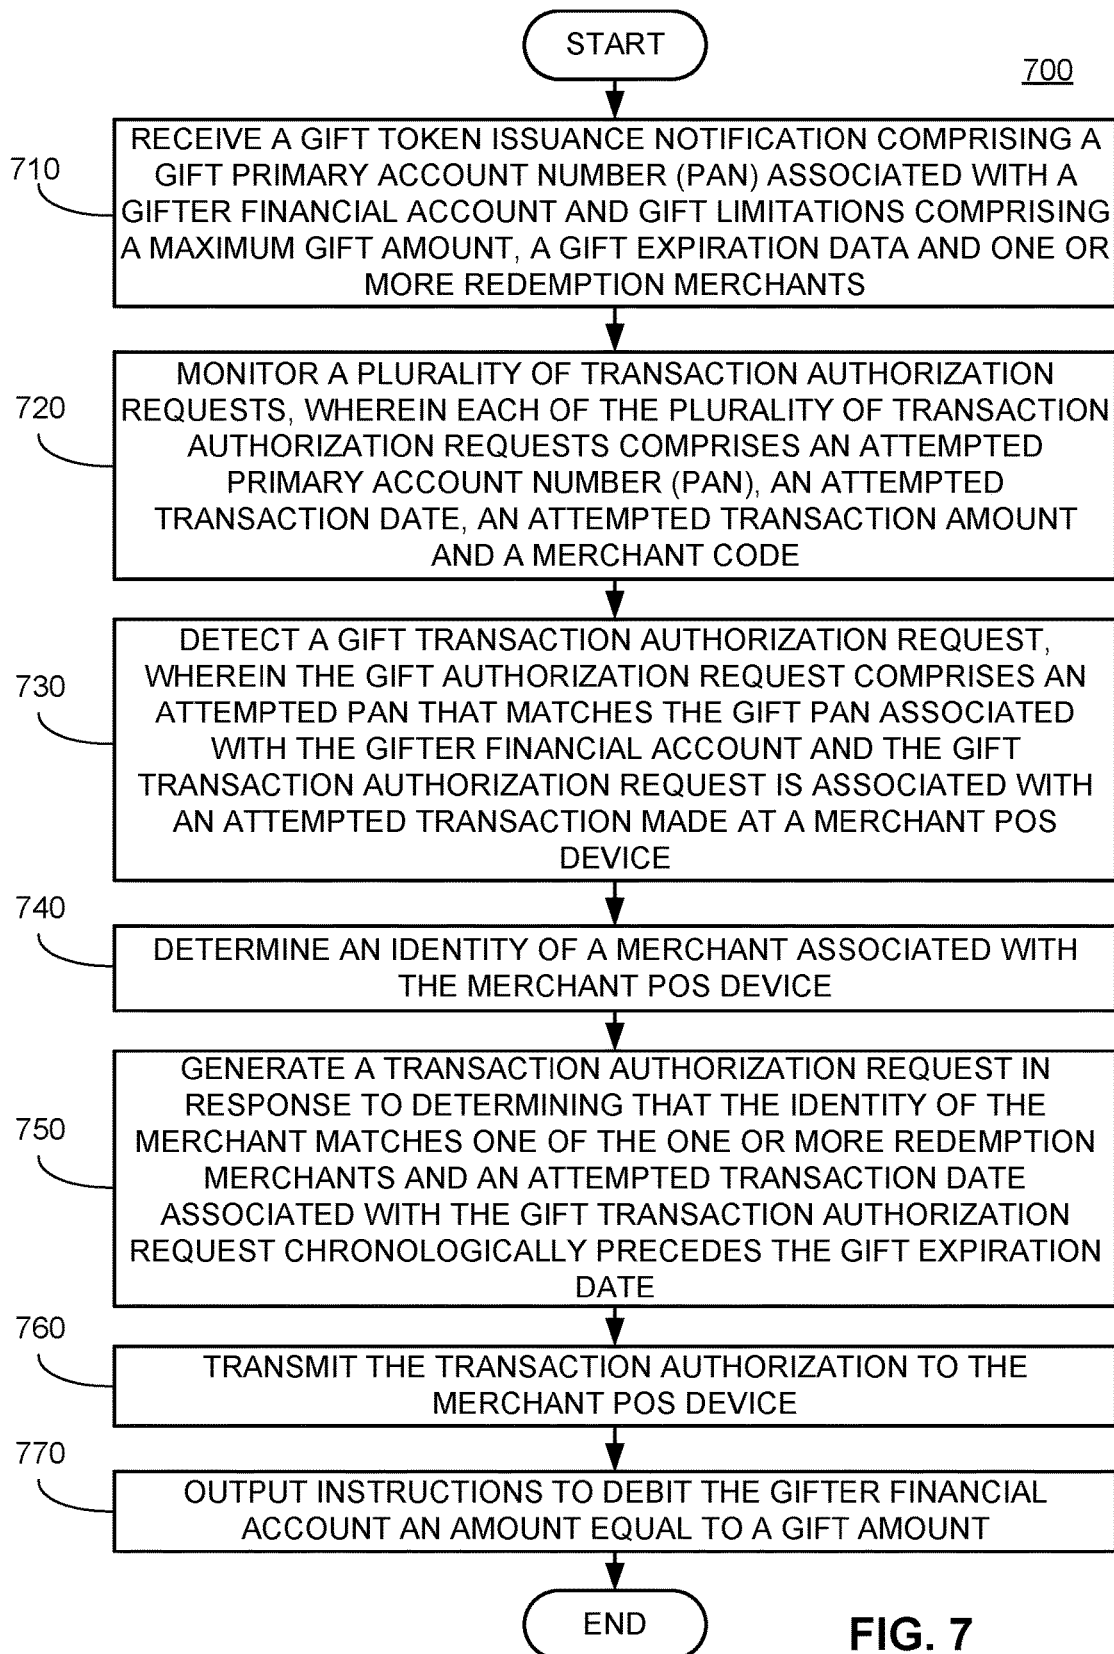 START
700
710
RECEIVE A GIFT TOKEN ISSUANCE NOTIFICATION COMPRISING A
GIFT PRIMARY ACCOUNT NUMBER (PAN) ASSOCIATED WITH A
GIFTER FINANCIAL ACCOUNT AND GIFT LIMITATIONS COMPRISING
A MAXIMUM GIFT AMOUNT, A GIFT EXPIRATION DATA AND ONE OR
MORE REDEMPTION MERCHANTS
720
MONITOR A PLURALITY OF TRANSACTION AUTHORIZATION
REQUESTS, WHEREIN EACH OF THE PLURALITY OF TRANSACTION
AUTHORIZATION REQUESTS COMPRISES AN ATTEMPTED
PRIMARY ACCOUNT NUMBER (PAN), AN ATTEMPTED
TRANSACTION DATE, AN ATTEMPTED TRANSACTION AMOUNT
AND A MERCHANT CODE
730
DETECT A GIFT TRANSACTION AUTHORIZATION REQUEST,
WHEREIN THE GIFT AUTHORIZATION REQUEST COMPRISES AN
ATTEMPTED PAN THAT MATCHES THE GIFT PAN ASSOCIATED
WITH THE GIFTER FINANCIAL ACCOUNT AND THE GIFT
TRANSACTION AUTHORIZATION REQUEST IS ASSOCIATED WITH
AN ATTEMPTED TRANSACTION MADE AT A MERCHANT POS
DEVICE
740
DETERMINE AN IDENTITY OF A MERCHANT ASSOCIATED WITH
THE MERCHANT POS DEVICE
750
GENERATE A TRANSACTION AUTHORIZATION REQUEST IN
RESPONSE TO DETERMINING THAT THE IDENTITY OF THE
MERCHANT MATCHES ONE OF THE ONE OR MORE REDEMPTION
MERCHANTS AND AN ATTEMPTED TRANSACTION DATE
ASSOCIATED WITH THE GIFT TRANSACTION AUTHORIZATION
REQUEST CHRONOLOGICALLY PRECEDES THE GIFT EXPIRATION
DATE
760
TRANSMIT THE TRANSACTION AUTHORIZATION TO THE
MERCHANT POS DEVICE
770
OUTPUT INSTRUCTIONS TO DEBIT THE GIFTER FINANCIAL
ACCOUNT AN AMOUNT EQUAL TO A GIFT AMOUNT
END
FIG. 7